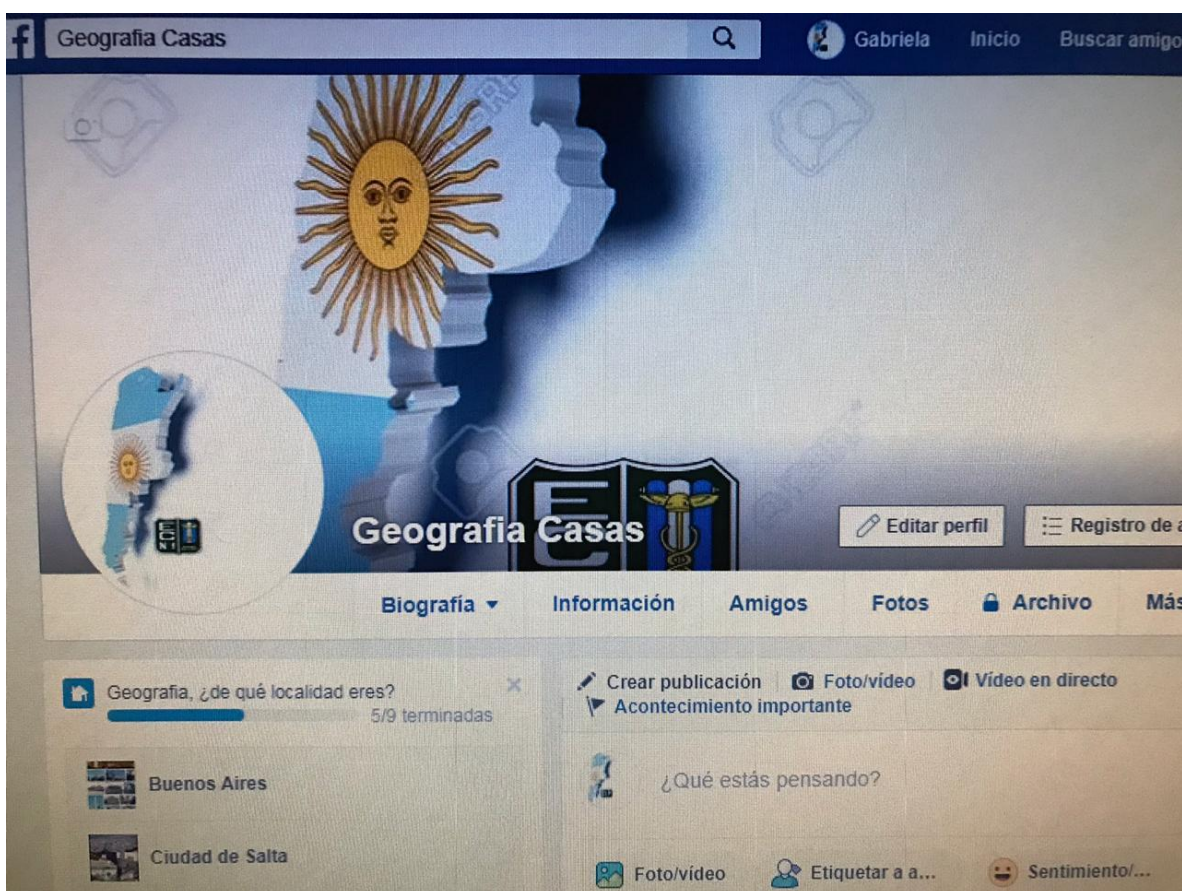 Geografia Casas
Gabriela Inicio Buscar amigo
Geografia Casas
Editar perfil
Registro de a
Biografía
Información
Amigos
Fotos
Archivo
Más
Geografia, ¿de qué localidad eres?
5/9 terminadas
Buenos Aires
Ciudad de Salta
Crear publicación
Foto/vídeo
Vídeo en directo
Acontecimiento importante
¿Qué estás pensando?
Foto/vídeo
Etiquetar a a...
Sentimiento/...